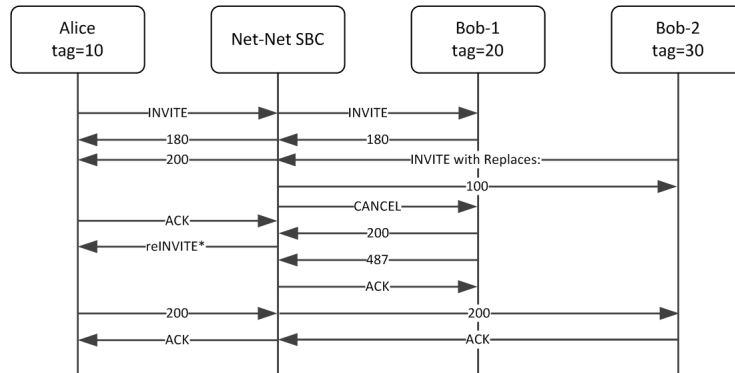 Alice
tag=10
Net-Net SBC
Bob-1
tag=20
Bob-2
tag=30
INVITE
INVITE
180
180
200
INVITE with Replaces:
100
CANCEL
ACK
200
reINVITE*
487
ACK
200
200
ACK
ACK